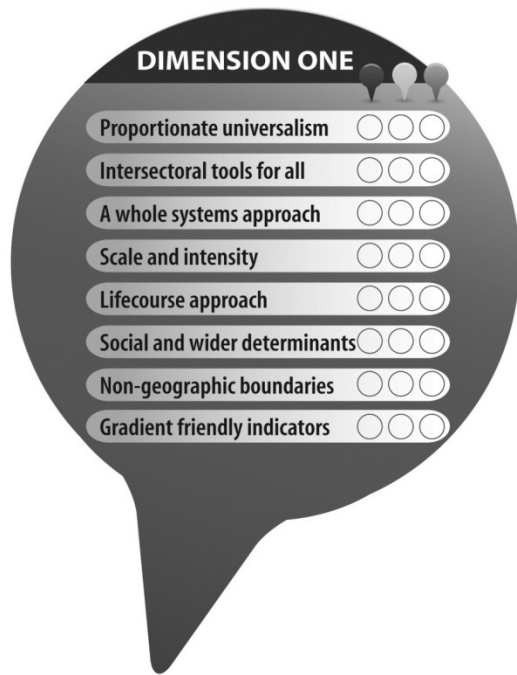 DIMENSION ONE
Proportionate universalism
Intersectoral tools for all
A whole systems approach
Scale and intensity
Lifecourse approach
Social and wider determinants
Non-geographic boundaries
Gradient friendly indicators